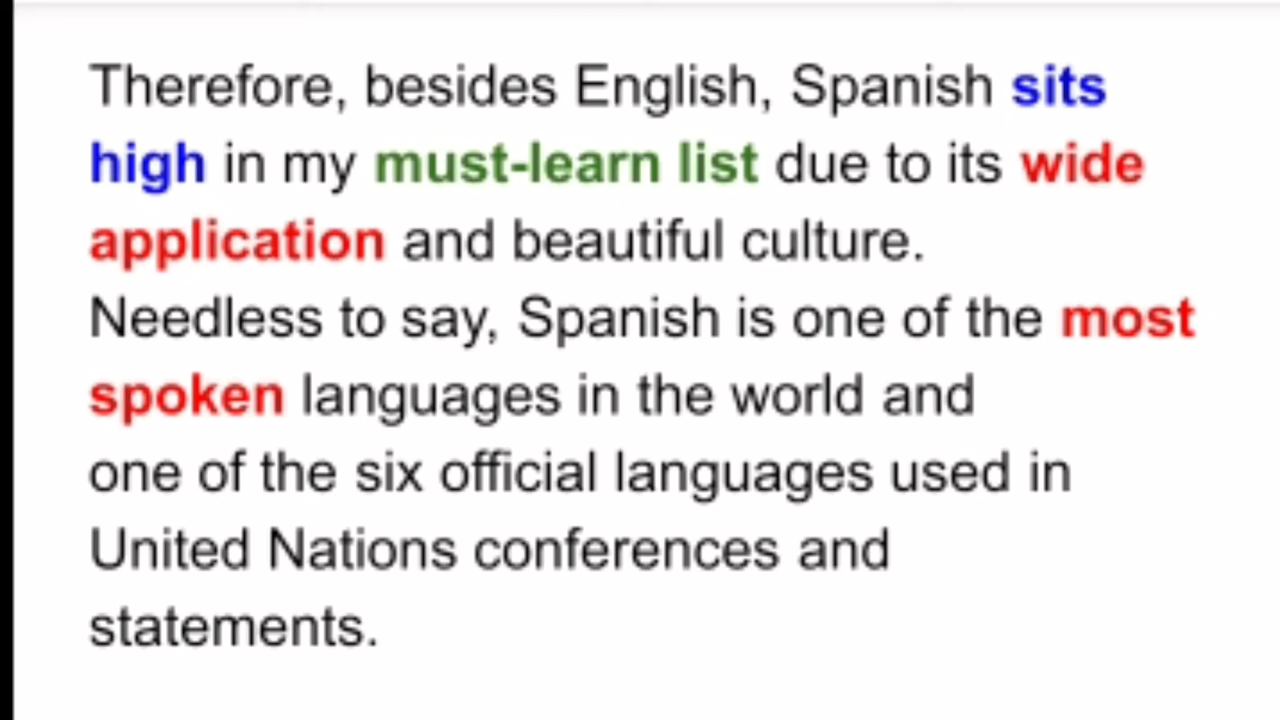 Therefore, besides English, Spanish sits
high in my must-learn list due to its wide
application and beautiful culture.
Needless to say, Spanish is one of the most
spoken languages in the world and
one of the six official languages used in
United Nations conferences and
statements.